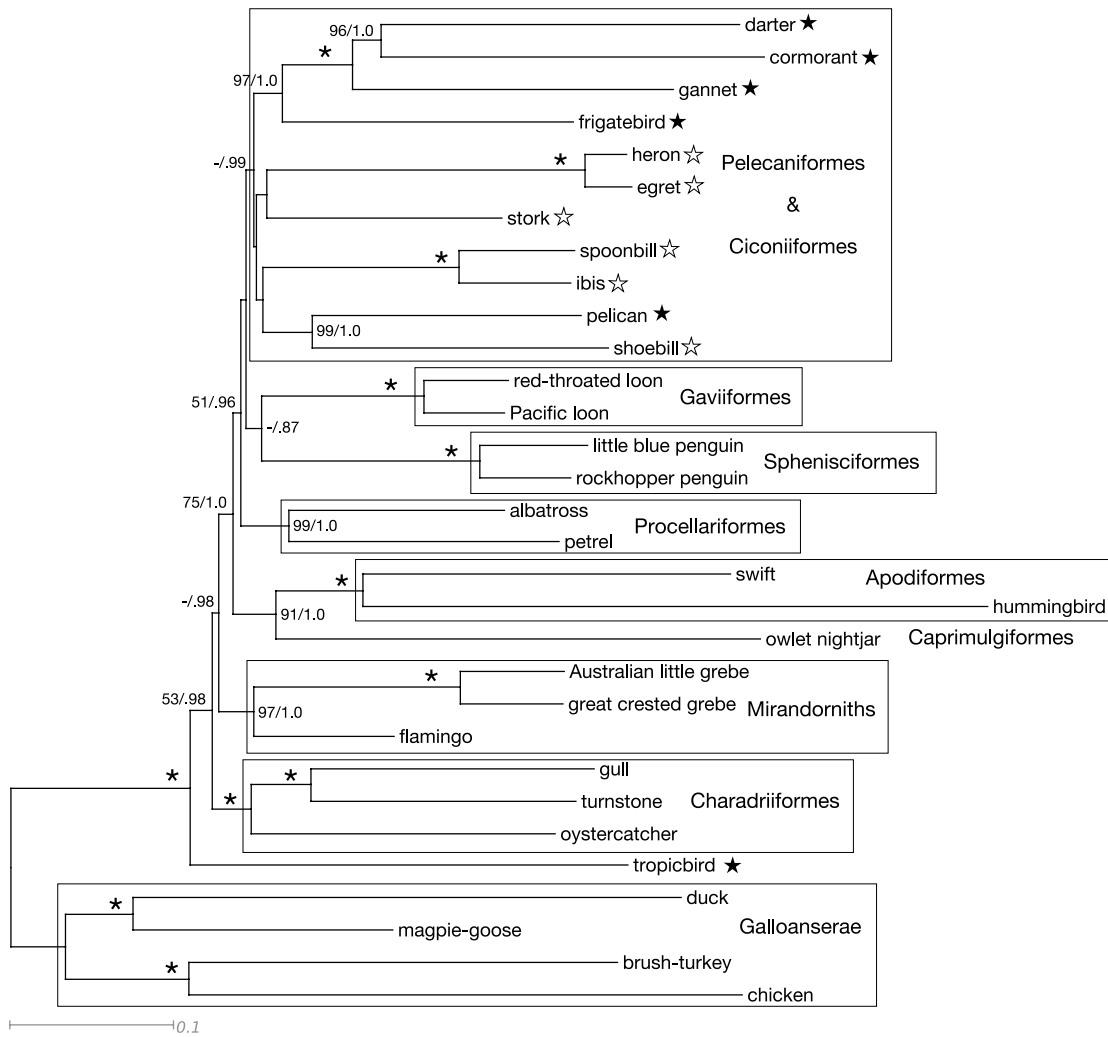 96/1.0
darter ★
* cormorant ★
97/1.0
gannet ★
frigatebird ★
-/.99
* heron ☆
Pelecaniformes
egret ☆
&
stork ☆
Ciconiiformes
* spoonbill ☆
ibis ☆
pelican ★
99/1.0
shoebill ☆
* red-throated loon
Gaviiformes
51/.96
Pacific loon
-/.87
* little blue penguin
Sphenisciformes
rockhopper penguin
75/1.0
albatross
99/1.0
Procellariformes
petrel
* swift
Apodiformes
-/.98
hummingbird
91/1.0
owlet nightjar
Caprimulgiformes
* Australian little grebe
53/.98
great crested grebe
Mirandorniths
97/1.0
flamingo
* * gull
* turnstone
Charadriiformes
oystercatcher
tropicbird ★
* duck
magpie-goose
Galloanserae
* brush-turkey
chicken
0.1